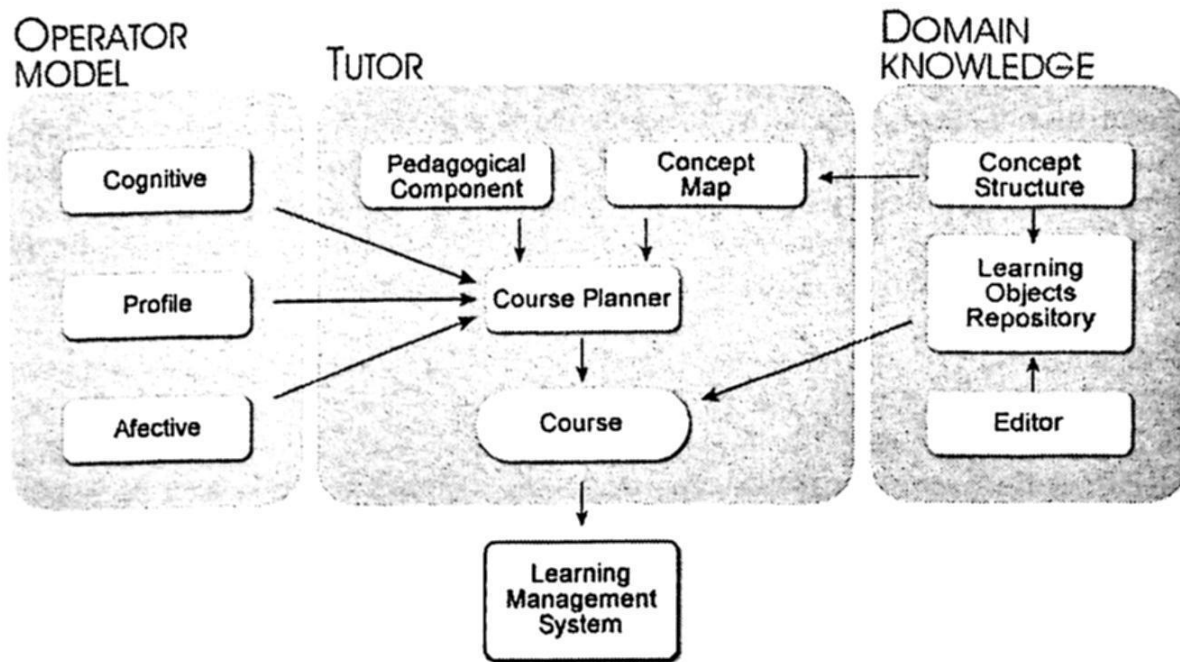 OPERATOR
MODEL
TUTOR
DOMAIN
KNOWLEDGE
Cognitive
Profile
Afective
Pedagogical
Component
Concept
Map
Course Planner
Course
Concept
Structure
Learning
Objects
Repository
Editor
Learning
Management
System